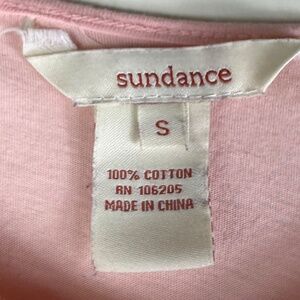 sundance
S
100% COTTON
RN 106205
MADE IN CHINA